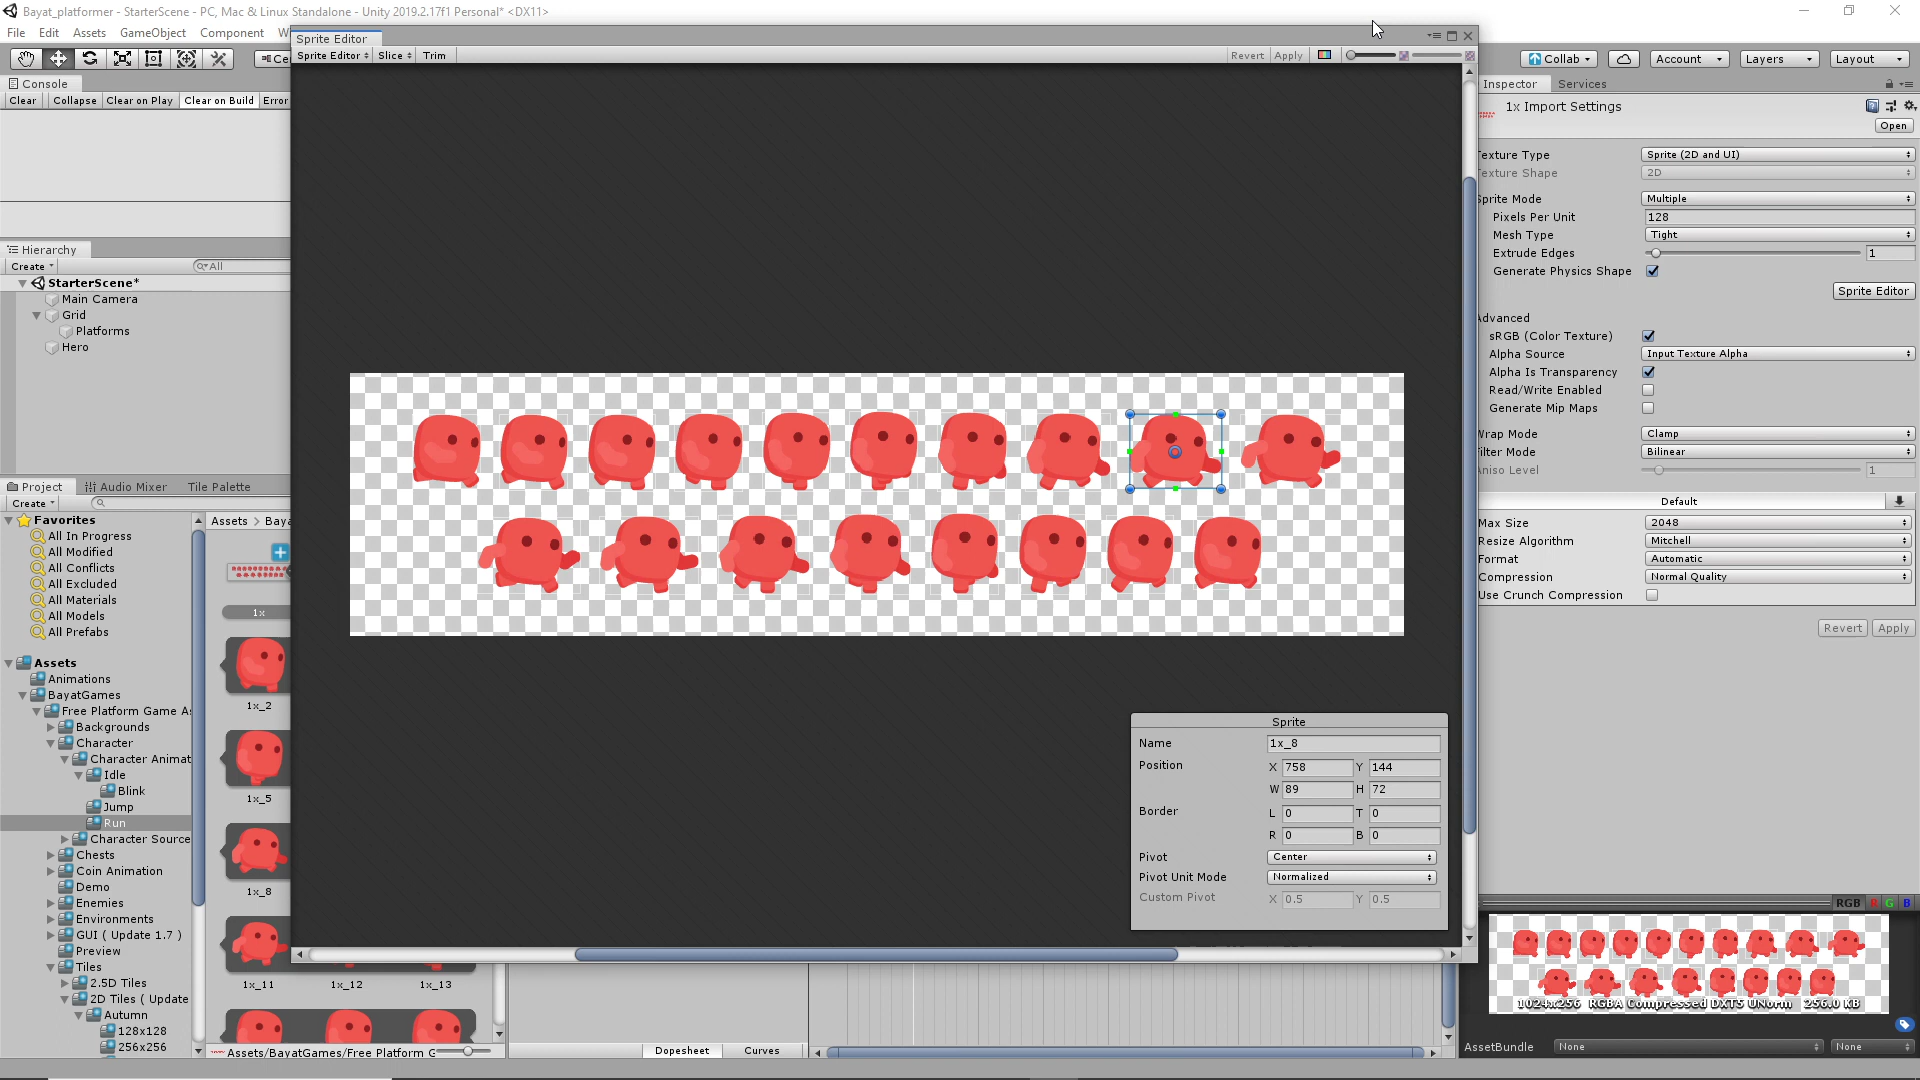 Bayat_platformer - StarterScene - PC, Mac & Linux Standalone - Unity 2019.2.17f1 Personal* <DX11>
File Edit Assets GameObject Component
Collab Account Layers Layout
Console
Clear Collapse Clear on Play Clear on Build Error
Hierarchy
Create All
StarterScene*
Main Camera
Grid
Platforms
Hero
Project Audio Mixer Tile Palette
Create
Favorites
All In Progress
All Modified
All Conflicts
All Excluded
All Materials
All Models
All Prefabs
Assets
Animations
BayatGames
Free Platform Game A
Backgrounds
Character
Character Animat
Idle
Blink
Jump
Run
Character Source
Chests
Coin Animation
Demo
Enemies
Environments
GUI ( Update 1.7 )
Preview
Tiles
2.5D Tiles
2D Tiles ( Update
Autumn
128x128
256x256
Assets > Baya
1x
1x_2
1x_5
1x_8
1x_11 1x_12 1x_13
Assets/BayatGames/Free Platform G
Dopesheet Curves
Sprite Editor
Sprite Editor Slice Trim Revert Apply
Sprite
Name 1x_8
Position X 758 Y 144
W 89 H 72
Border L 0 T 0
R 0 B 0
Pivot Center
Pivot Unit Mode Normalized
Custom Pivot X 0.5 Y 0.5
Inspector Services
1x Import Settings
Open
Texture Type Sprite (2D and UI)
Texture Shape 2D
Sprite Mode Multiple
Pixels Per Unit 128
Mesh Type Tight
Extrude Edges 1
Generate Physics Shape
Sprite Editor
Advanced
sRGB (Color Texture)
Alpha Source Input Texture Alpha
Alpha Is Transparency
Read/Write Enabled
Generate Mip Maps
Wrap Mode Clamp
Filter Mode Bilinear
Aniso Level 1
Default
Max Size 2048
Resize Algorithm Mitchell
Format Automatic
Compression Normal Quality
Use Crunch Compression
Revert Apply
RGB R G B
1024x256 RGBA Compressed DXT5 UNorm 256.0 KB
AssetBundle None None